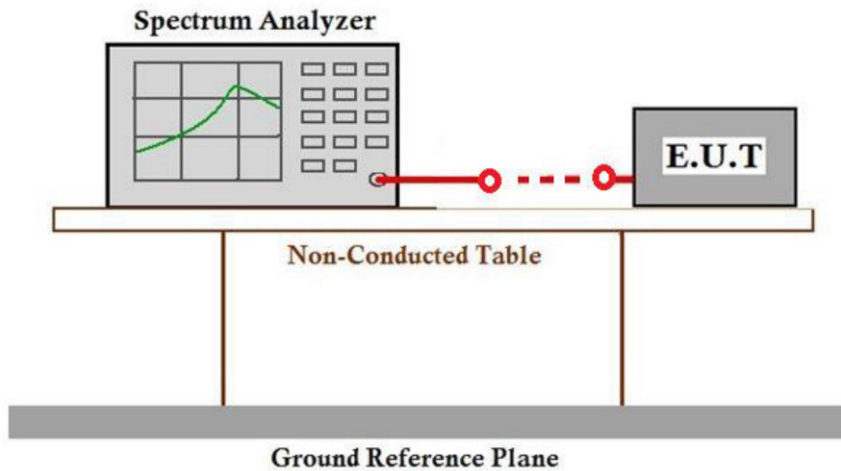 Spectrum Analyzer
E.U.T
Non-Conducted Table
Ground Reference Plane